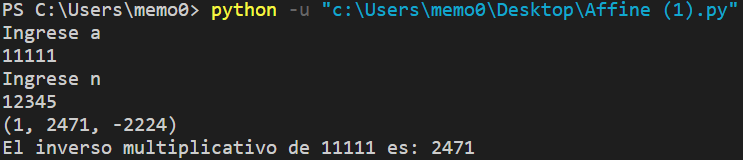 PS C:\Users\memo0> python -u "c:\Users\memo0\Desktop\Affine (1).py"
Ingrese a
11111
Ingrese n
12345
(1, 2471, -2224)
El inverso multiplicativo de 11111 es: 2471